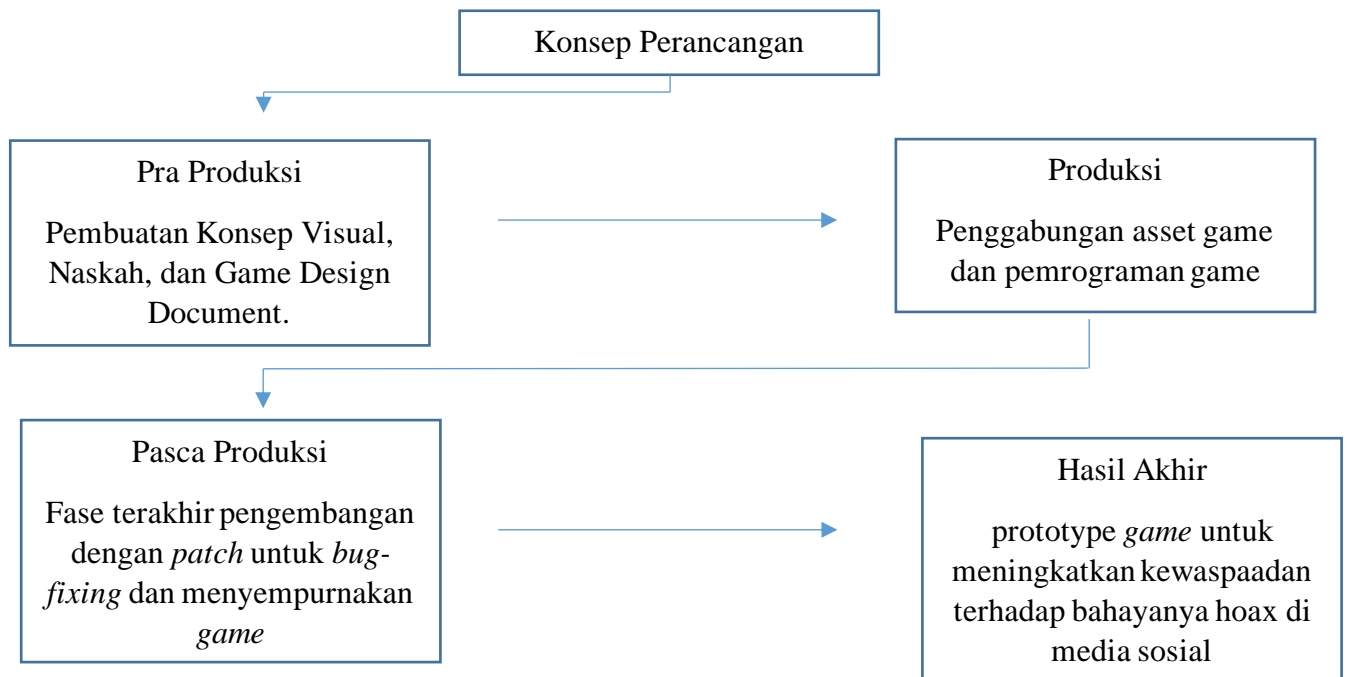 Konsep Perancangan
Pra Produksi
Pembuatan Konsep Visual,
Naskah, dan Game Design
Document.
Produksi
Penggabungan asset game
dan pemrograman game
Pasca Produksi
Fase terakhir pengembangan
dengan patch untuk bug-
fixing dan menyempurnakan
game
Hasil Akhir
prototype game untuk
meningkatkan kewaspaadan
terhadap bahayanya hoax di
media sosial